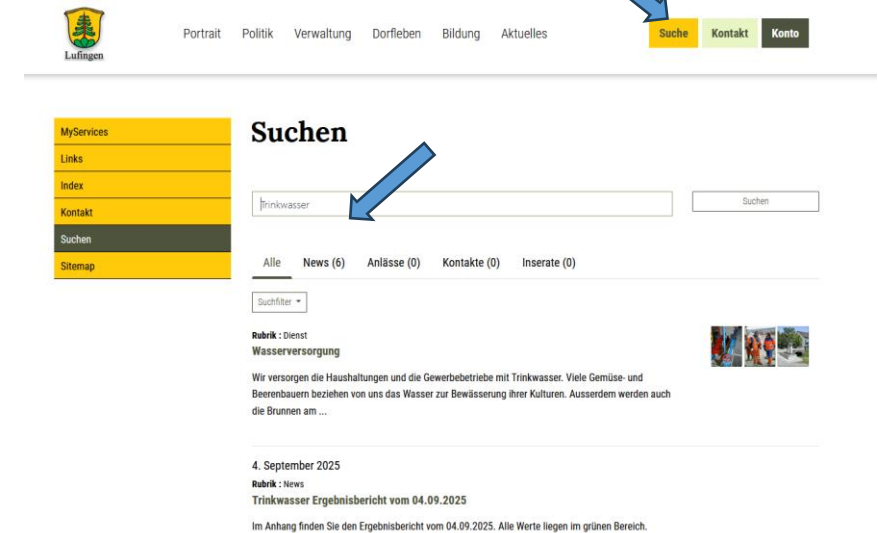 Lufingen
Portrait Politik Verwaltung Dorfleben Bildung Aktuelles
Suche Kontakt Konto
MyServices
Links
Index
Kontakt
Suchen
Sitemap
Suchen
Trinkwasser
Suchen
Alle News (6) Anlässe (0) Kontakte (0) Inserate (0)
Suchfilter
Rubrik : Dienst
Wasserversorgung
Wir versorgen die Haushaltungen und die Gewerbebetriebe mit Trinkwasser. Viele Gemüse- und
Beerenbauern beziehen von uns das Wasser zur Bewässerung ihrer Kulturen. Ausserdem werden auch
die Brunnen am ...
4. September 2025
Rubrik : News
Trinkwasser Ergebnisbericht vom 04.09.2025
Im Anhang finden Sie den Ergebnisbericht vom 04.09.2025. Alle Werte liegen im grünen Bereich.